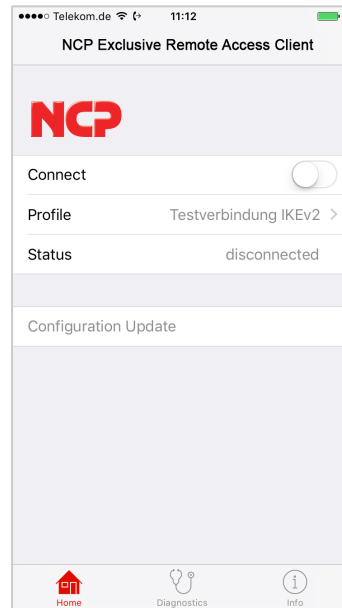 Telekom.de 11:12
NCP Exclusive Remote Access Client
NCP
Connect
Profile Testverbindung IKEv2 >
Status disconnected
Configuration Update
Home Diagnostics Info